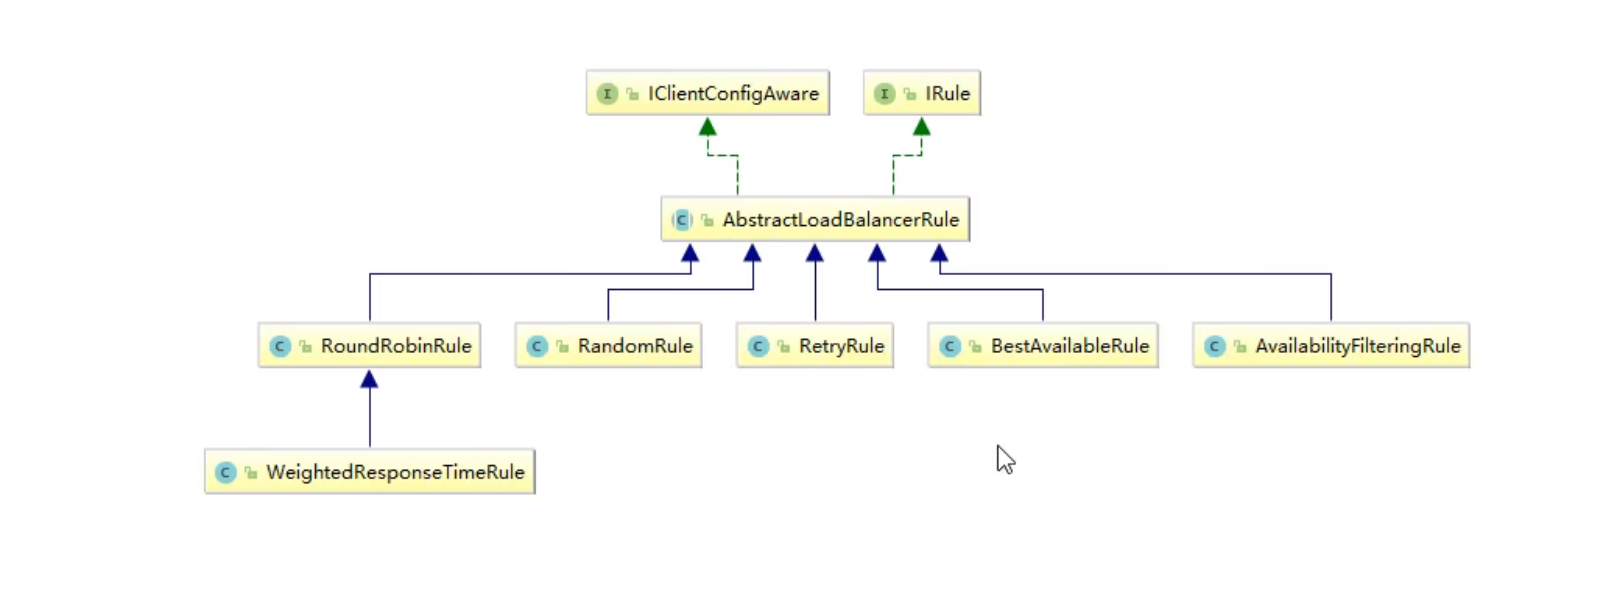 I IClientConfigAware
I IRule
C AbstractLoadBalancerRule
C RoundRobinRule
C RandomRule
C RetryRule
C BestAvailableRule
C AvailabilityFilteringRule
C WeightedResponseTimeRule